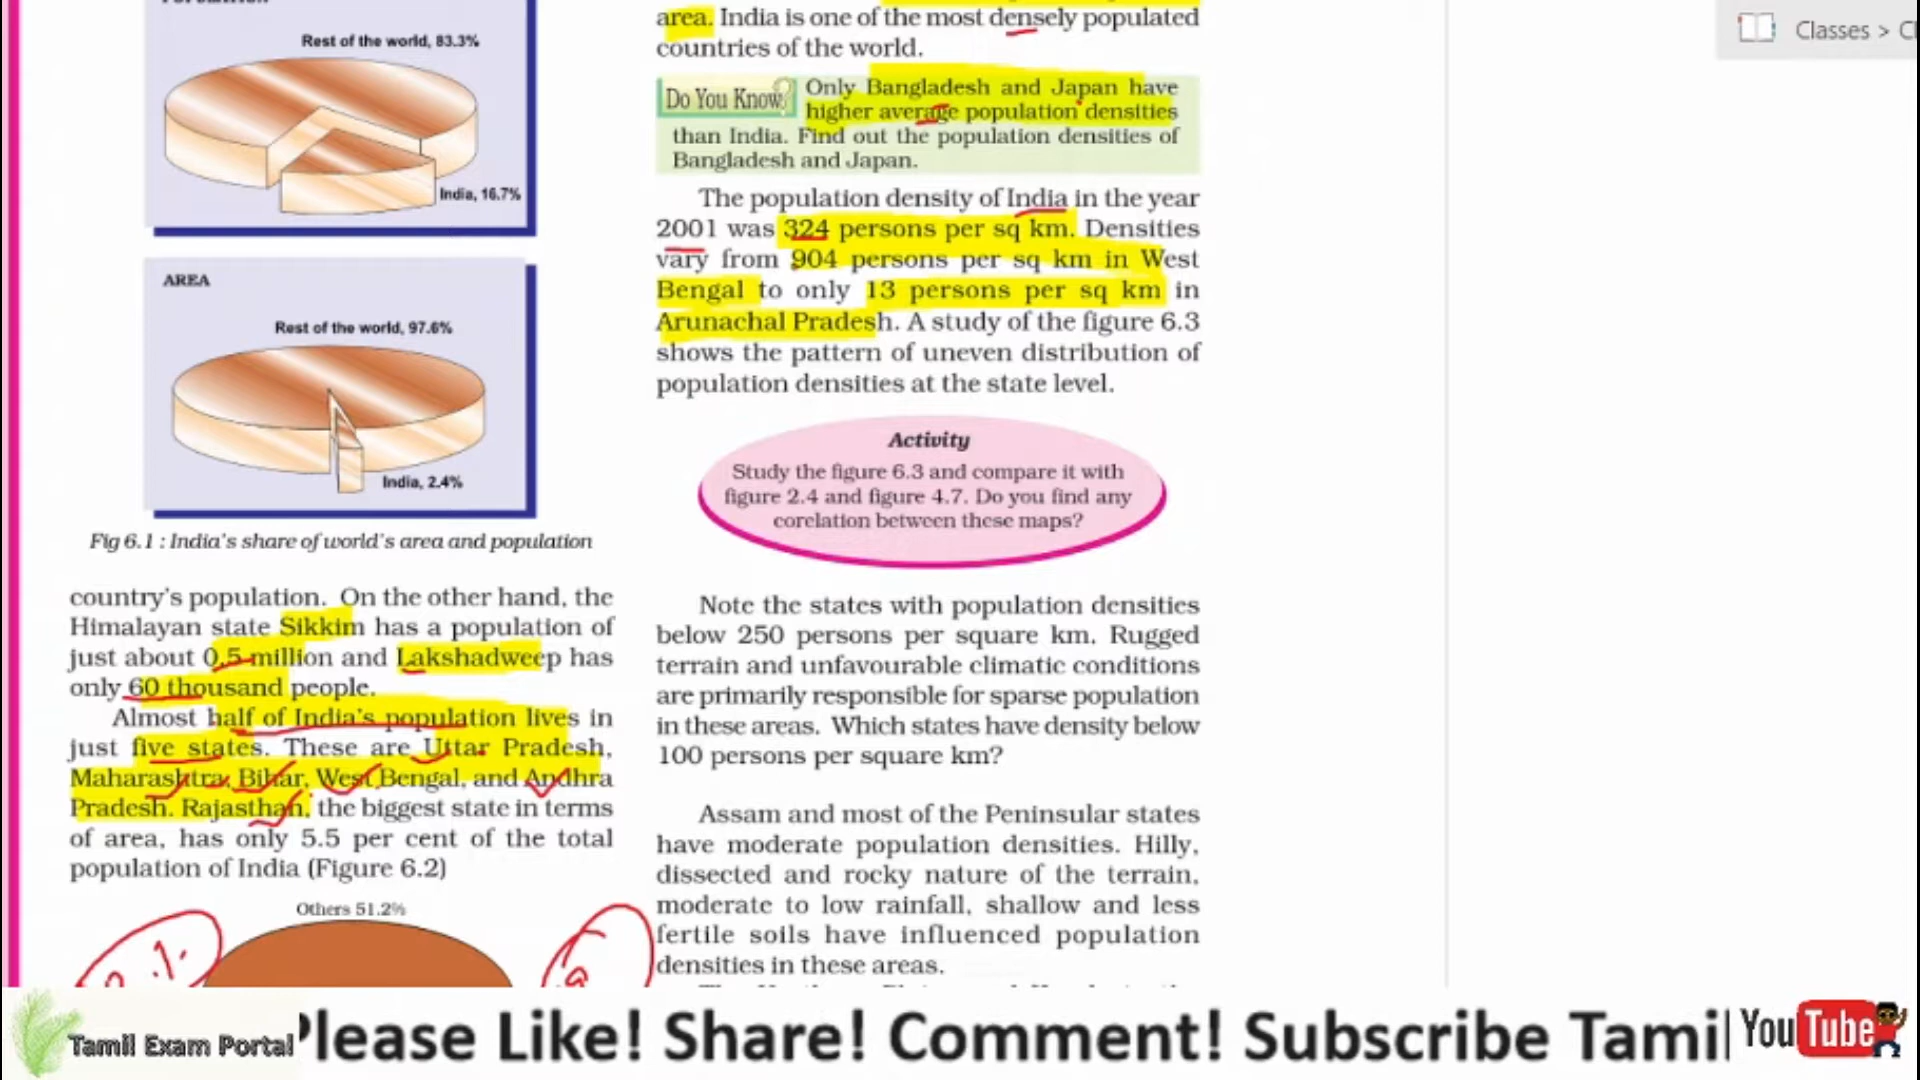 Rest of the world, 83.3%
India, 16.7%
AREA
Rest of the world, 97.6%
India, 2.4%
Fig 6.1 : India's share of world's area and population
country's population. On the other hand, the
Himalayan state Sikkim has a population of
just about 0.5 million and Lakshadweep has
only 60 thousand people.
Almost half of India's population lives in
just five states. These are Uttar Pradesh,
Maharashtra, Bihar, West Bengal, and Andhra
Pradesh. Rajasthan, the biggest state in terms
of area, has only 5.5 per cent of the total
population of India (Figure 6.2)
Others 51.2%
area. India is one of the most densely populated
countries of the world.
Do You Know?
Only Bangladesh and Japan have
higher average population densities
than India. Find out the population densities of
Bangladesh and Japan.
The population density of India in the year
2001 was 324 persons per sq km. Densities
vary from 904 persons per sq km in West
Bengal to only 13 persons per sq km in
Arunachal Pradesh. A study of the figure 6.3
shows the pattern of uneven distribution of
population densities at the state level.
Activity
Study the figure 6.3 and compare it with
figure 2.4 and figure 4.7. Do you find any
corelation between these maps?
Note the states with population densities
below 250 persons per square km. Rugged
terrain and unfavourable climatic conditions
are primarily responsible for sparse population
in these areas. Which states have density below
100 persons per square km?
Assam and most of the Peninsular states
have moderate population densities. Hilly,
dissected and rocky nature of the terrain,
moderate to low rainfall, shallow and less
fertile soils have influenced population
densities in these areas.
Classes >
Tamil Exam Portal
Please Like! Share! Comment! Subscribe Tamil
YouTube